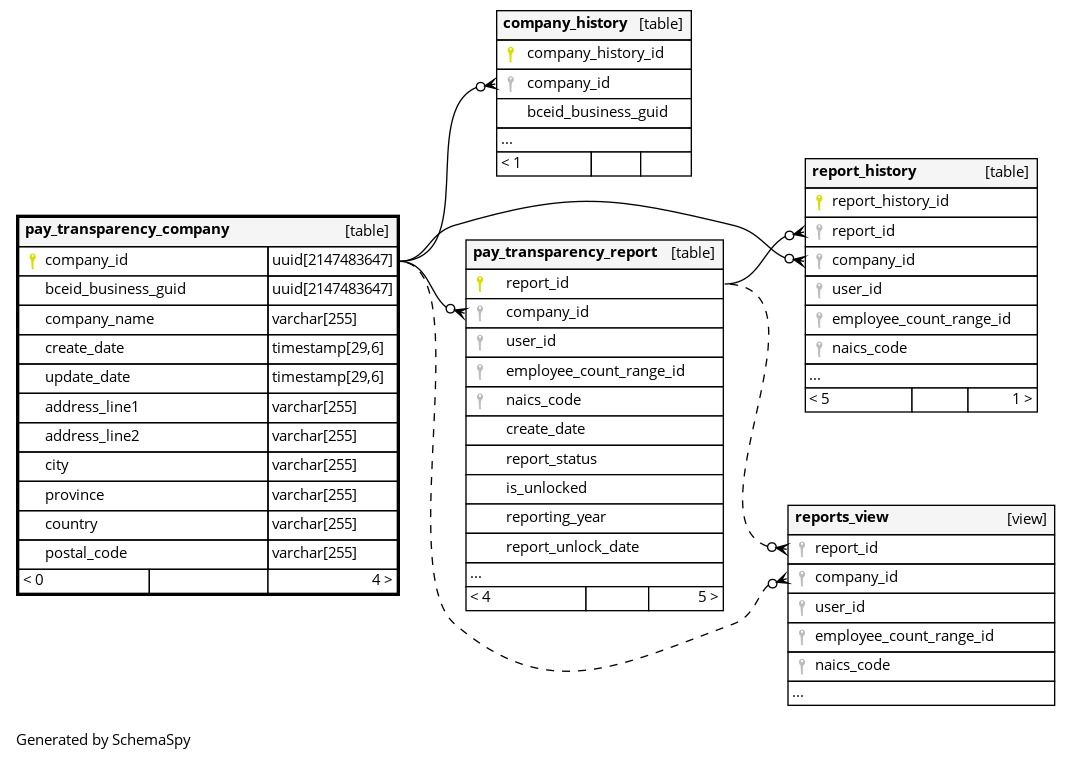 company_history [table]
company_history_id
company_id
bceid_business_guid
...
< 1
report_history [table]
report_history_id
report_id
company_id
user_id
employee_count_range_id
naics_code
...
< 5 1 >
pay_transparency_company [table]
company_id uuid[2147483647]
bceid_business_guid uuid[2147483647]
company_name varchar[255]
create_date timestamp[29,6]
update_date timestamp[29,6]
address_line1 varchar[255]
address_line2 varchar[255]
city varchar[255]
province varchar[255]
country varchar[255]
postal_code varchar[255]
< 0 4 >
pay_transparency_report [table]
report_id
company_id
user_id
employee_count_range_id
naics_code
create_date
report_status
is_unlocked
reporting_year
report_unlock_date
...
< 4 5 >
reports_view [view]
report_id
company_id
user_id
employee_count_range_id
naics_code
...
Generated by SchemaSpy